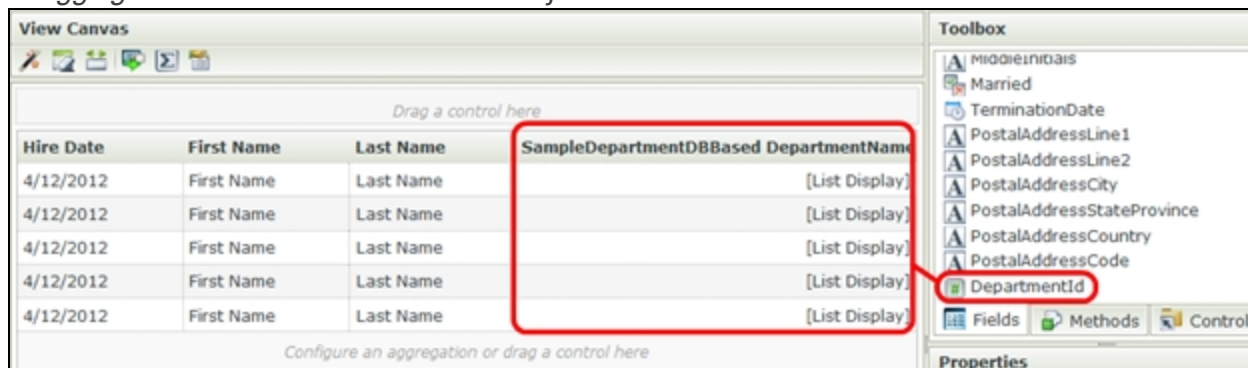 View Canvas
Drag a control here
Hire Date First Name Last Name SampleDepartmentDBBased DepartmentName
4/12/2012 First Name Last Name [List Display]
4/12/2012 First Name Last Name [List Display]
4/12/2012 First Name Last Name [List Display]
4/12/2012 First Name Last Name [List Display]
4/12/2012 First Name Last Name [List Display]
Configure an aggregation or drag a control here
Toolbox
MiddleInitials
Married
TerminationDate
PostalAddressLine1
PostalAddressLine2
PostalAddressCity
PostalAddressStateProvince
PostalAddressCountry
PostalAddressCode
DepartmentId
Fields Methods Control
Properties